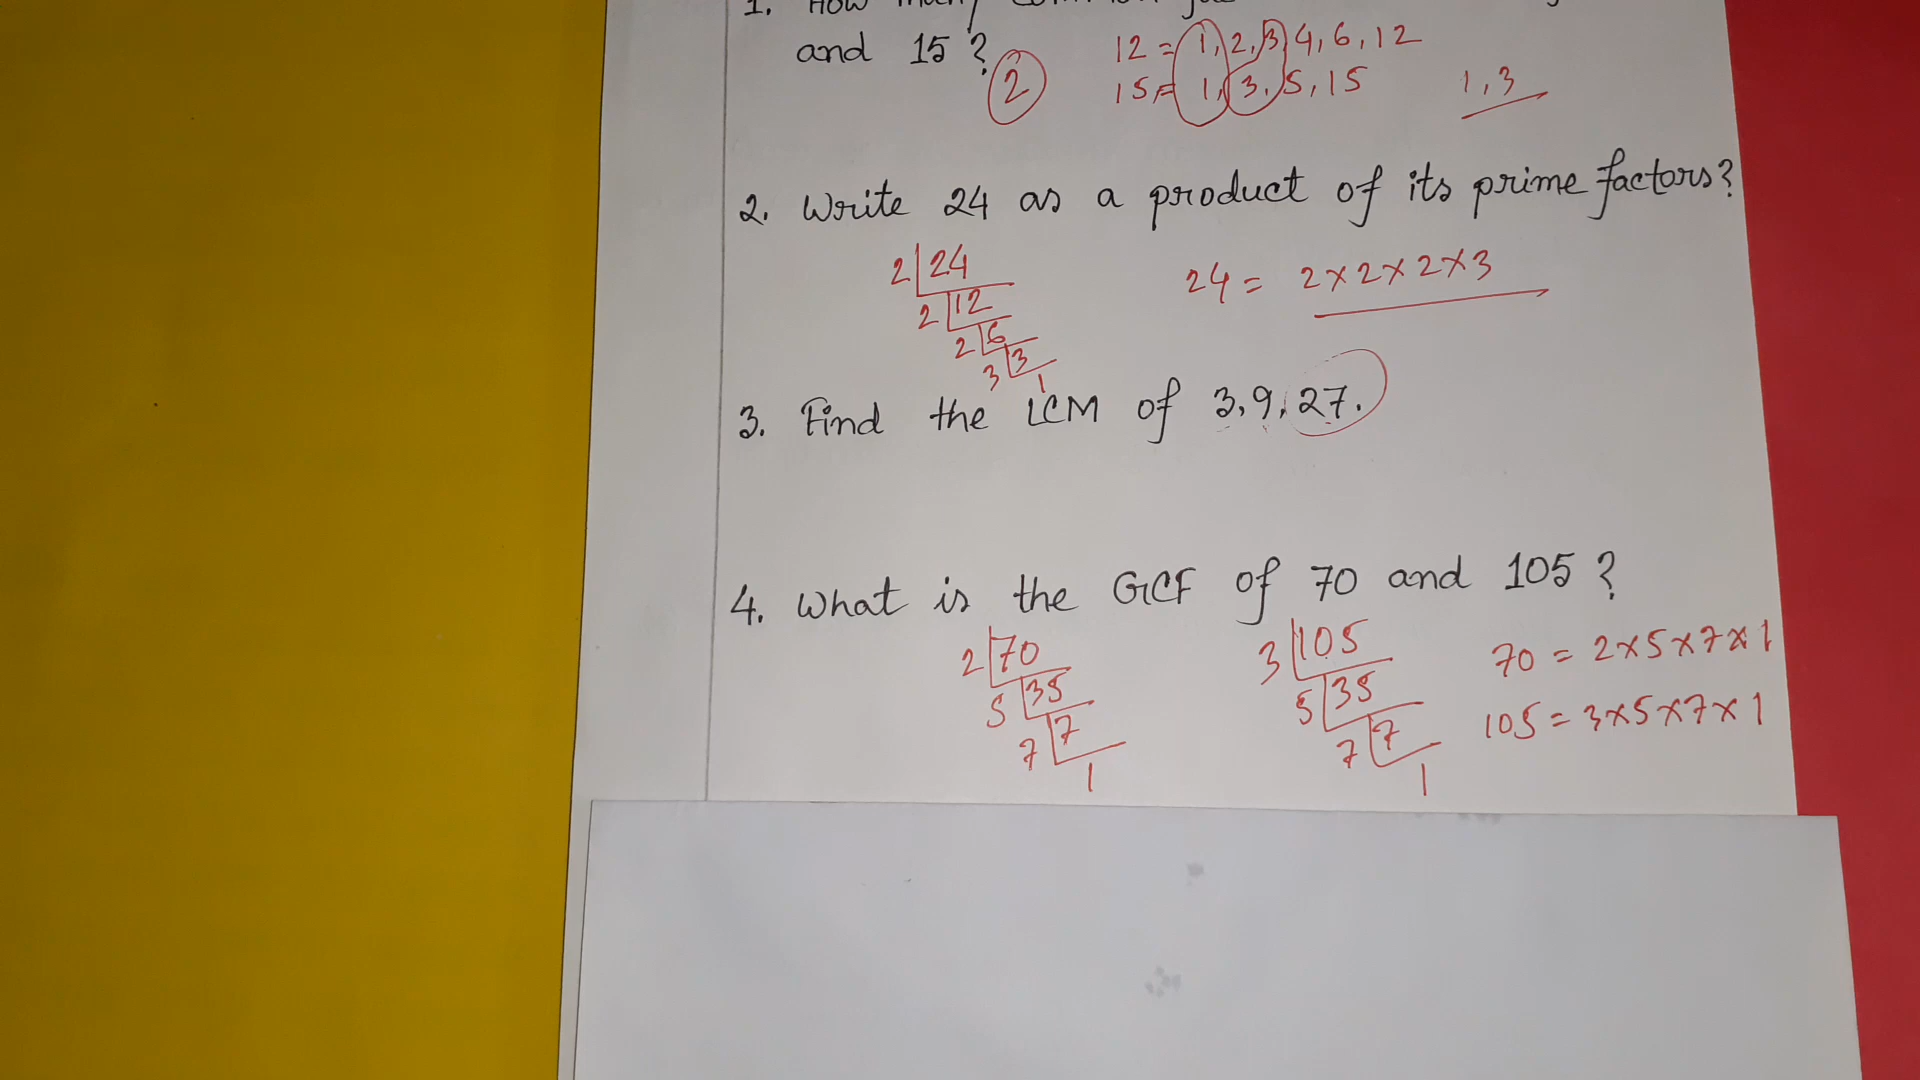 1. How many common
and 15 ?
2
12 = 1, 2, 3, 4, 6, 12
15 = 1, 3, 5, 15
1, 3
2. Write 24 as a product of its prime factors?
2 24
2 12
2 6
3 3
1
24 = 2 x 2 x 2 x 3
3. Find the LCM of 3, 9, 27.
4. What is the GCF of 70 and 105 ?
2 70
5 35
7 7
1
3 105
5 35
7 7
1
70 = 2 x 5 x 7 x 1
105 = 3 x 5 x 7 x 1